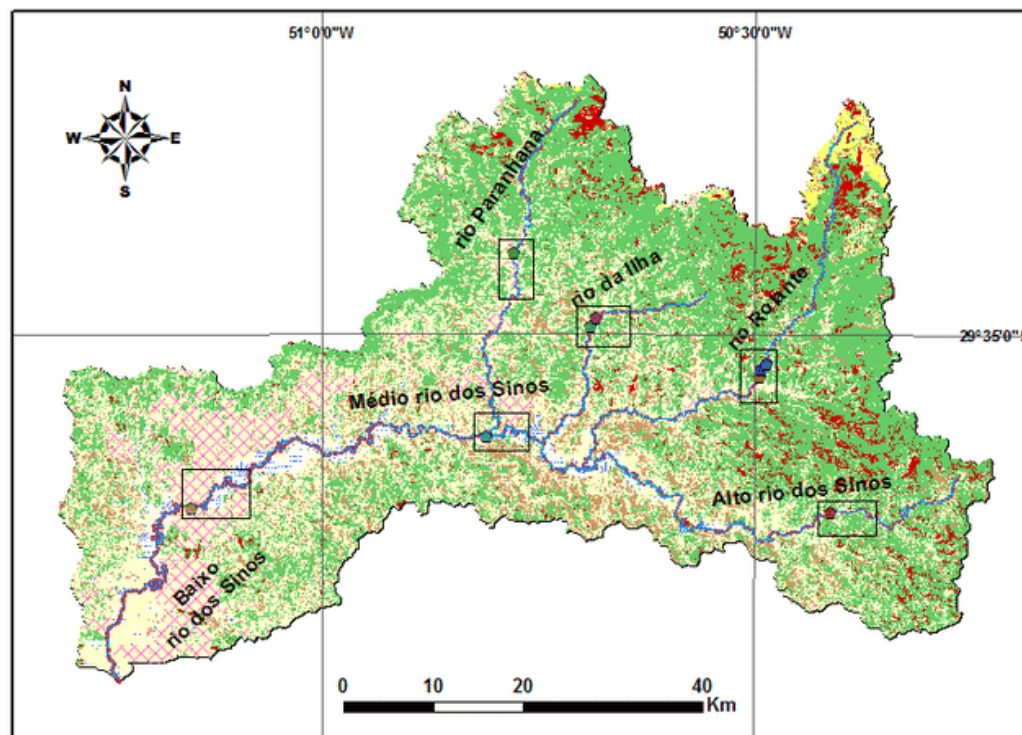 51°0'0"W
50°30'0"W
N
W
E
S
rio Paranhana
rio da Ilha
rio Rolante
29°35'0"S
Médio rio dos Sinos
Alto rio dos SInos
Baixo
rio dos Sinos
0
10
20
40
Km